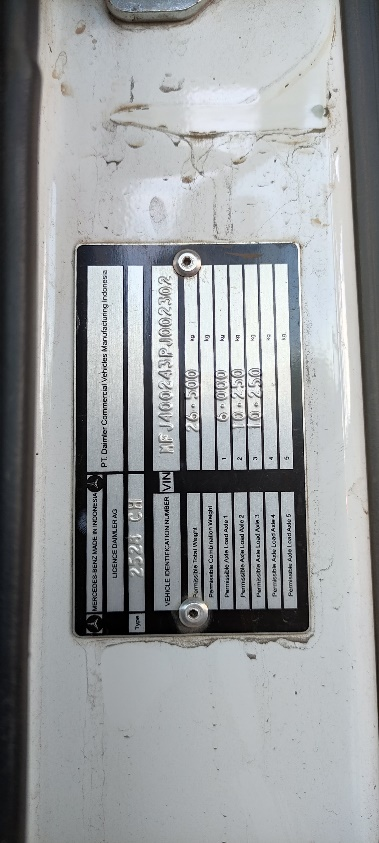 MERCEDES-BENZ MADE IN INDONESIA
LICENCE DAIMLER AG
PT. Daimler Commercial Vehicles Manufacturing Indonesia
Type 2528 CH
VEHICLE IDENTIFICATION NUMBER VIN MFJ400243PJ002302
Permissible Total Weight 26.500 kg
Permissible Combination Weight kg
Permissible Axle Load Axle 1 1 6.000 kg
Permissible Axle Load Axle 2 2 10.250 kg
Permissible Axle Load Axle 3 3 10.250 kg
Permissible Axle Load Axle 4 4 kg
Permissible Axle Load Axle 5 5 kg